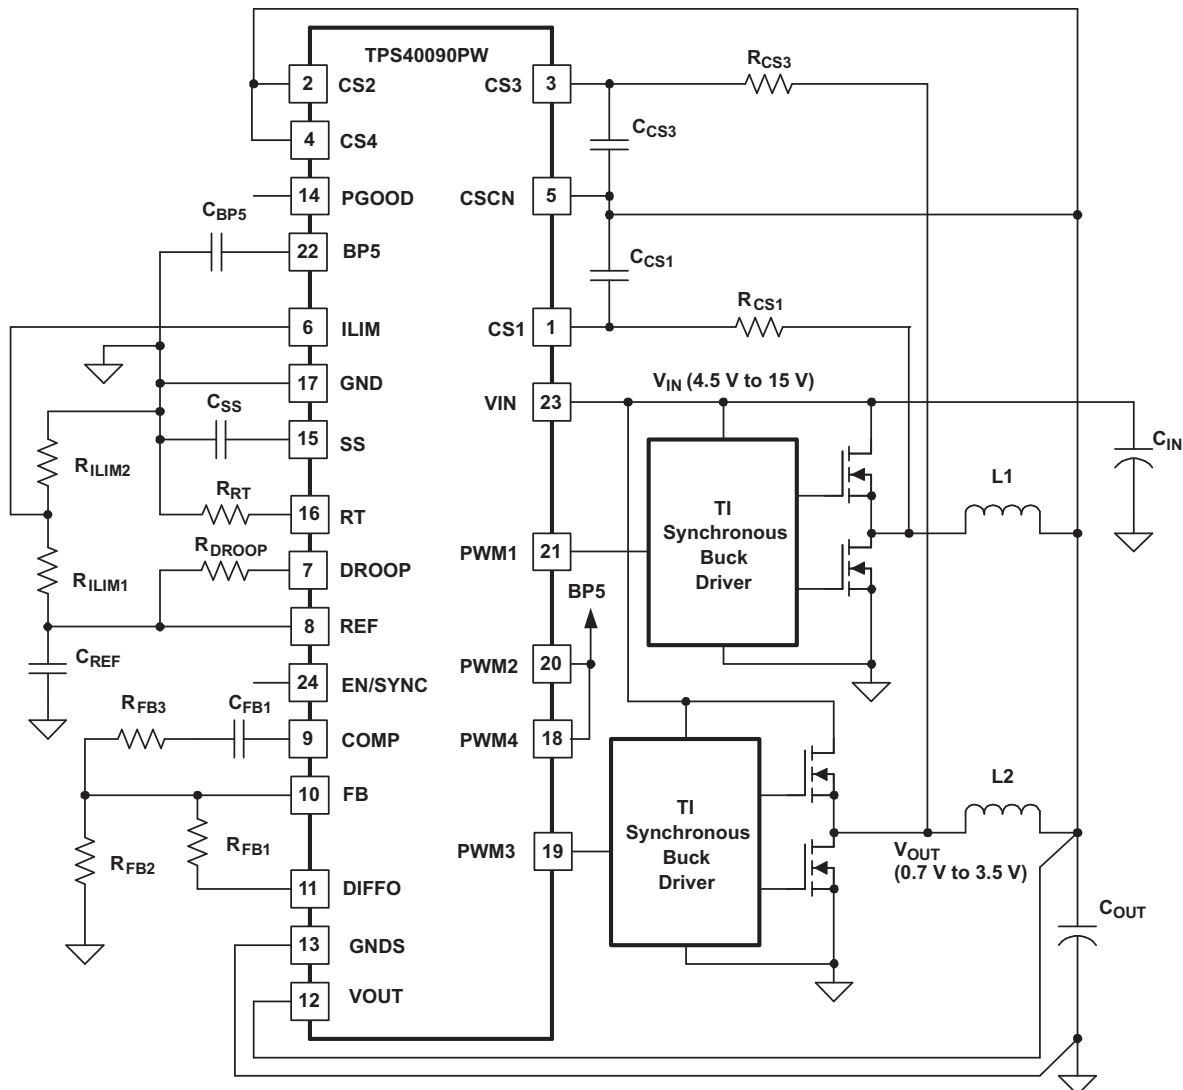 TPS40090PW
2 CS2
CS3 3
R_CS3
4 CS4
C_CS3
14 PGOOD
CSCN 5
C_BP5
22 BP5
C_CS1
R_CS1
6 ILIM
CS1 1
17 GND
V_IN (4.5 V to 15 V)
VIN 23
C_SS
15 SS
C_IN
R_ILIM2
R_RT
16 RT
L1
TI
Synchronous
Buck
Driver
PWM1 21
R_DROOP
7 DROOP
R_ILIM1
BP5
8 REF
C_REF
PWM2 20
24 EN/SYNC
R_FB3
C_FB1
9 COMP
PWM4 18
10 FB
L2
TI
Synchronous
Buck
Driver
R_FB2
R_FB1
PWM3 19
V_OUT
(0.7 V to 3.5 V)
11 DIFFO
C_OUT
13 GNDS
12 VOUT